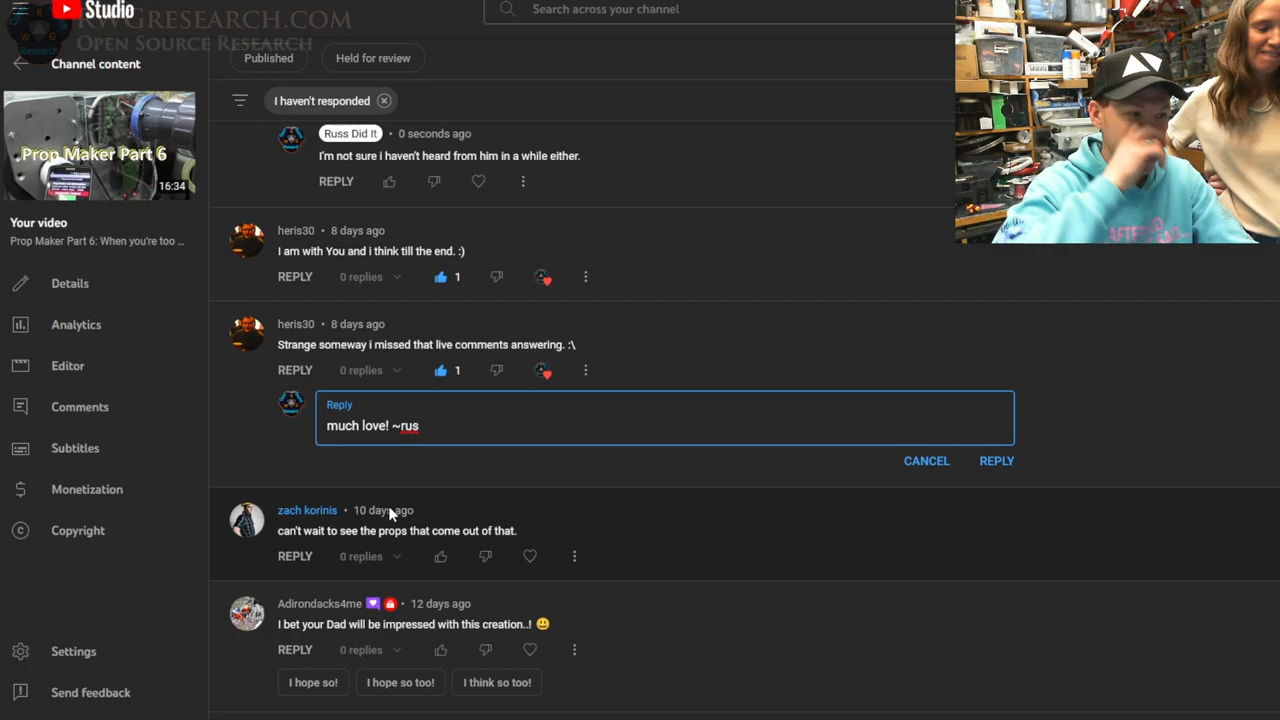 Studio
RWGRESEARCH.COM
OPEN SOURCE RESEARCH
Research
Search across your channel
Channel content
Published
Held for review
I haven't responded
Prop Maker Part 6
16:34
Your video
Prop Maker Part 6: When you're too ...
Details
Analytics
Editor
Comments
Subtitles
Monetization
Copyright
Settings
Send feedback
Russ Did It • 0 seconds ago
I'm not sure i haven't heard from him in a while either.
REPLY
heris30 • 8 days ago
I am with You and i think till the end. :)
REPLY 0 replies 1
heris30 • 8 days ago
Strange someway i missed that live comments answering. :\
REPLY 0 replies 1
Reply
much love! ~rus
CANCEL REPLY
zach korinis • 10 days ago
can't wait to see the props that come out of that.
REPLY 0 replies
Adirondacks4me • 12 days ago
I bet your Dad will be impressed with this creation..! 😃
REPLY 0 replies
I hope so! I hope so too! I think so too!